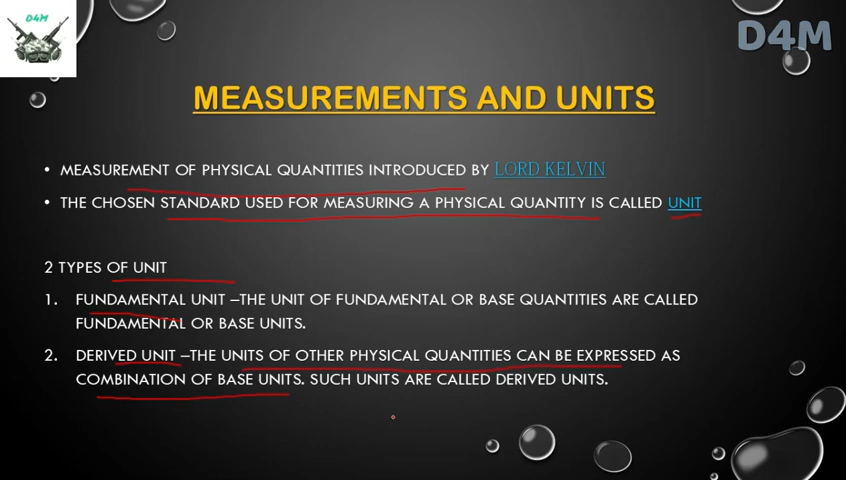 D4M
D4M
MEASUREMENTS AND UNITS
• MEASUREMENT OF PHYSICAL QUANTITIES INTRODUCED BY LORD KELVIN
• THE CHOSEN STANDARD USED FOR MEASURING A PHYSICAL QUANTITY IS CALLED UNIT
2 TYPES OF UNIT
1. FUNDAMENTAL UNIT –THE UNIT OF FUNDAMENTAL OR BASE QUANTITIES ARE CALLED
FUNDAMENTAL OR BASE UNITS.
2. DERIVED UNIT –THE UNITS OF OTHER PHYSICAL QUANTITIES CAN BE EXPRESSED AS
COMBINATION OF BASE UNITS. SUCH UNITS ARE CALLED DERIVED UNITS.